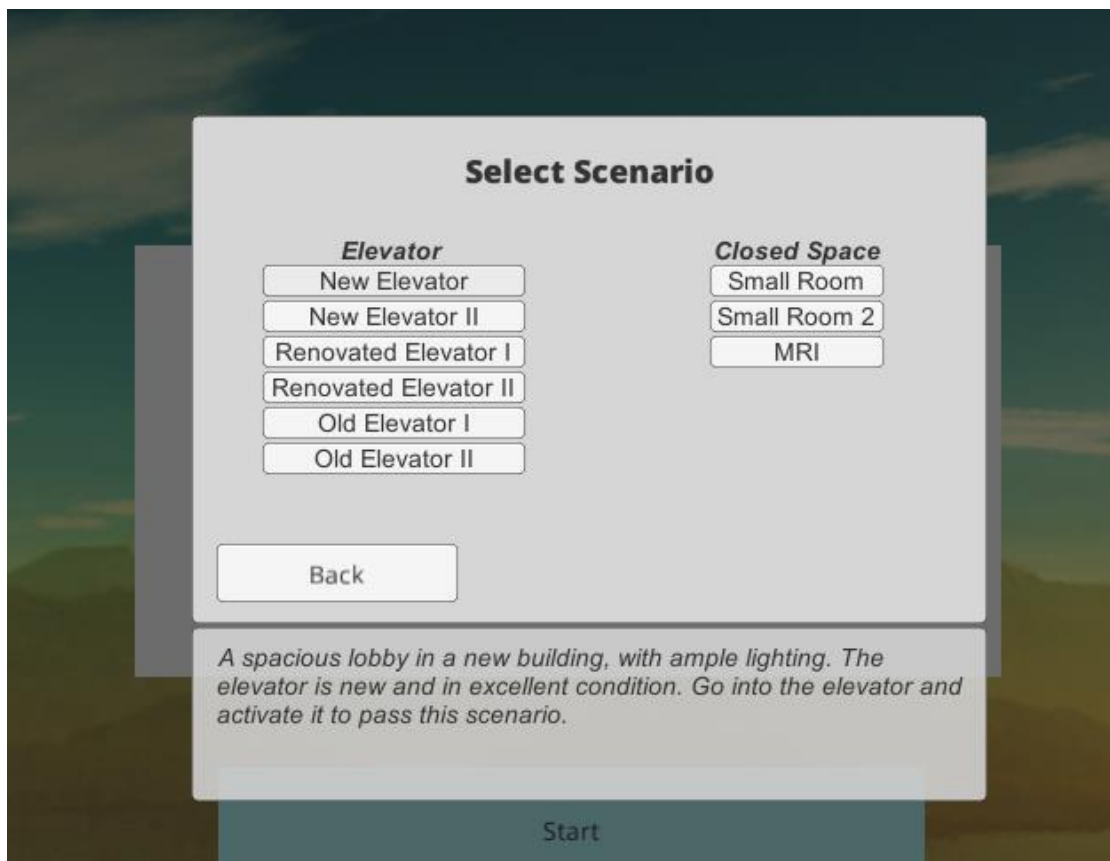 Select Scenario
Elevator
New Elevator
New Elevator II
Renovated Elevator I
Renovated Elevator II
Old Elevator I
Old Elevator II
Closed Space
Small Room
Small Room 2
MRI
Back
A spacious lobby in a new building, with ample lighting. The
elevator is new and in excellent condition. Go into the elevator and
activate it to pass this scenario.
Start